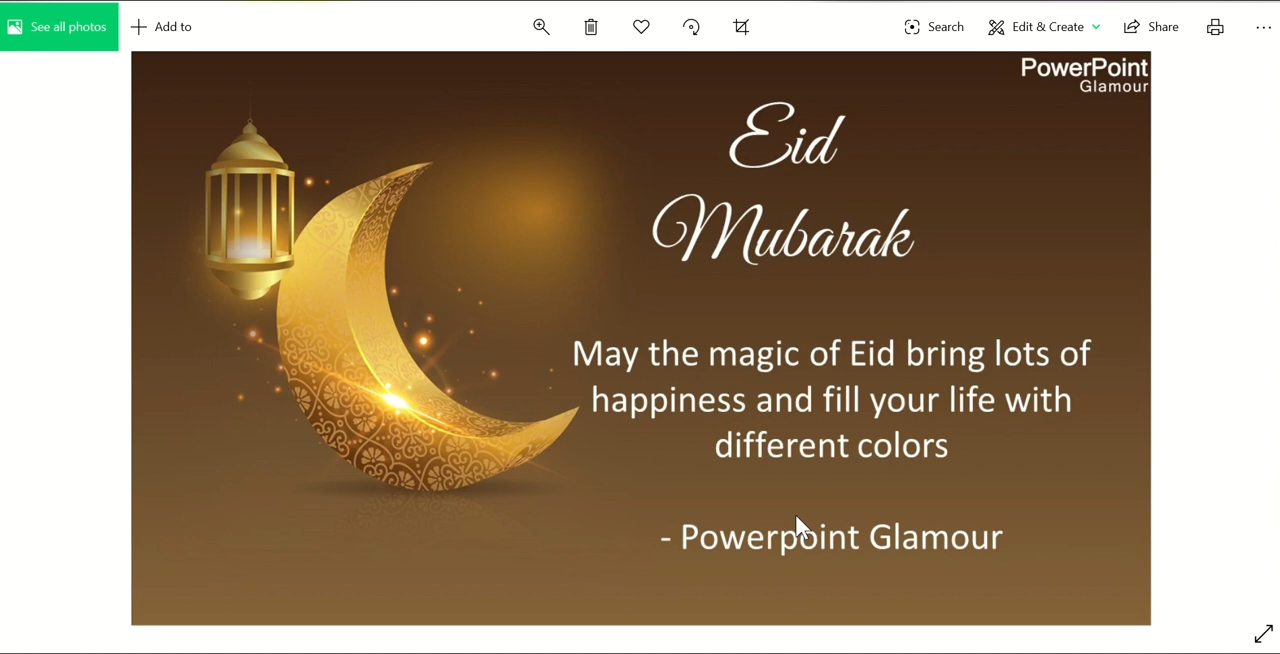 See all photos
Add to
Search
Edit & Create
Share
PowerPoint
Glamour
Eid
Mubarak
May the magic of Eid bring lots of
happiness and fill your life with
different colors
- Powerpoint Glamour